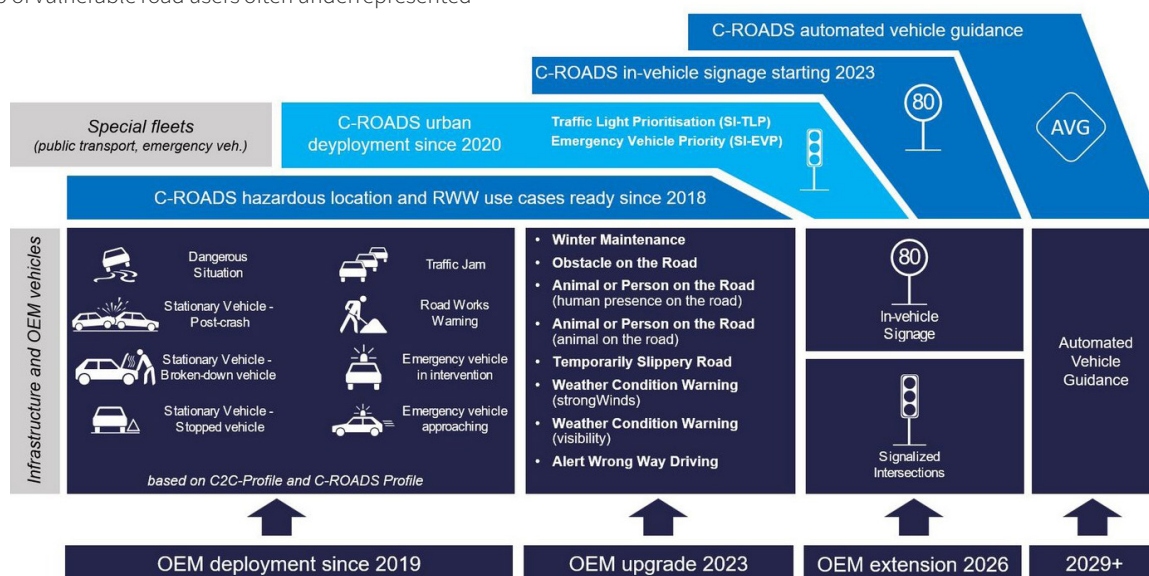 of vulnerable road users often underrepresented
C-ROADS automated vehicle guidance
C-ROADS in-vehicle signage starting 2023
80
AVG
Special fleets
(public transport, emergency veh.)
C-ROADS urban
deyployment since 2020
Traffic Light Prioritisation (SI-TLP)
Emergency Vehicle Priority (SI-EVP)
C-ROADS hazardous location and RWW use cases ready since 2018
Infrastructure and OEM vehicles
Dangerous
Situation
Traffic Jam
Stationary Vehicle -
Post-crash
Road Works
Warning
Stationary Vehicle -
Broken-down vehicle
Emergency vehicle
in intervention
Stationary Vehicle -
Stopped vehicle
Emergency vehicle
approaching
based on C2C-Profile and C-ROADS Profile
• Winter Maintenance
• Obstacle on the Road
• Animal or Person on the Road
(human presence on the road)
• Animal or Person on the Road
(animal on the road)
• Temporarily Slippery Road
• Weather Condition Warning
(strongWinds)
• Weather Condition Warning
(visibility)
• Alert Wrong Way Driving
80
In-vehicle
Signage
Signalized
Intersections
Automated
Vehicle
Guidance
OEM deployment since 2019
OEM upgrade 2023
OEM extension 2026
2029+